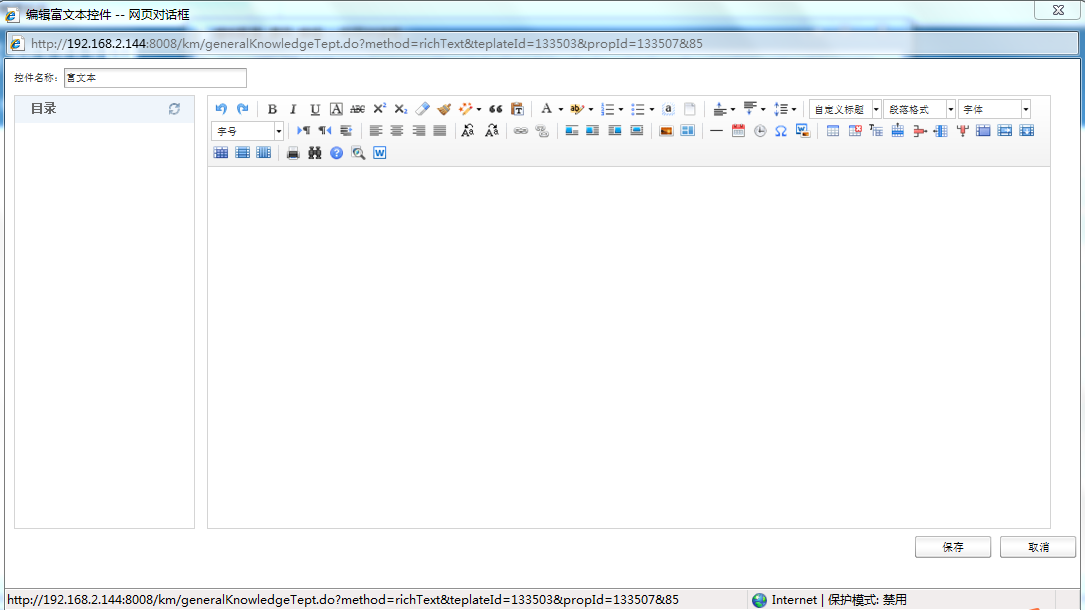 编辑富文本控件 -- 网页对话框
http://192.168.2.144:8008/km/generalKnowledgeTept.do?method=richText&teplateId=133503&propId=133507&85
控件名称： 富文本
目录
B I U A ABC X² X₂ A ab a 自定义标题 段落格式 字体
字号
W
保存 取消
http://192.168.2.144:8008/km/generalKnowledgeTept.do?method=richText&teplateId=133503&propId=133507&85 Internet | 保护模式: 禁用